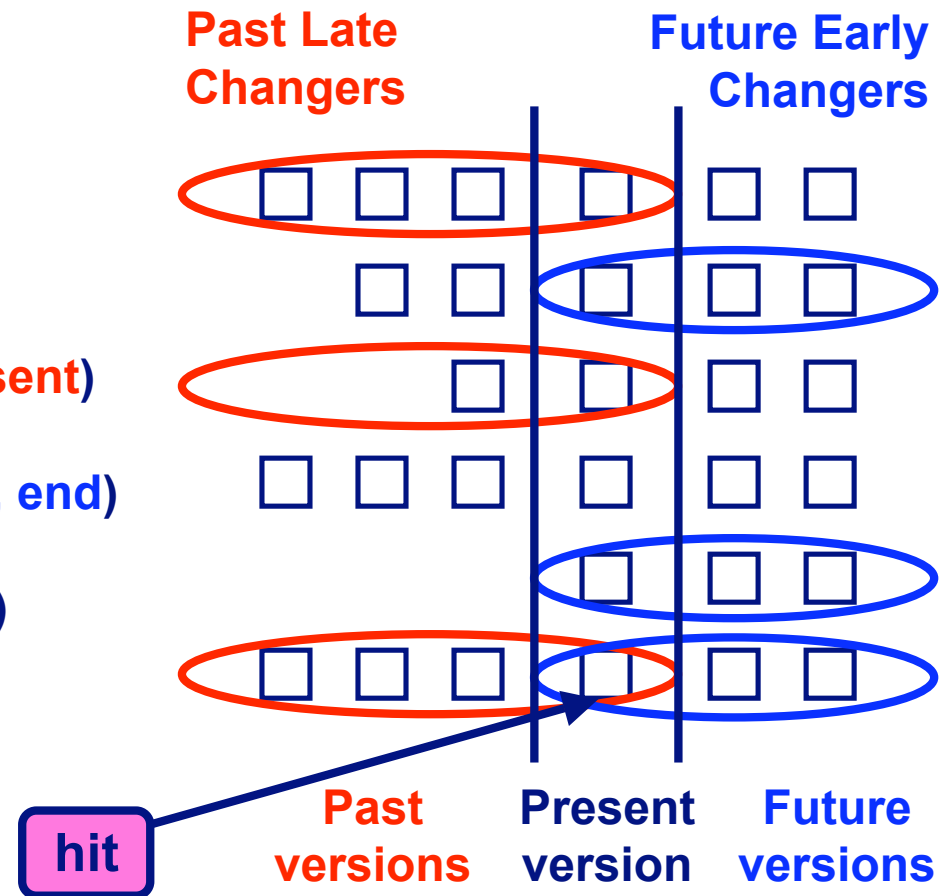 Past Late
Changers
Future Early
Changers
sent)
end)
)
hit
Past
versions
Present
version
Future
versions